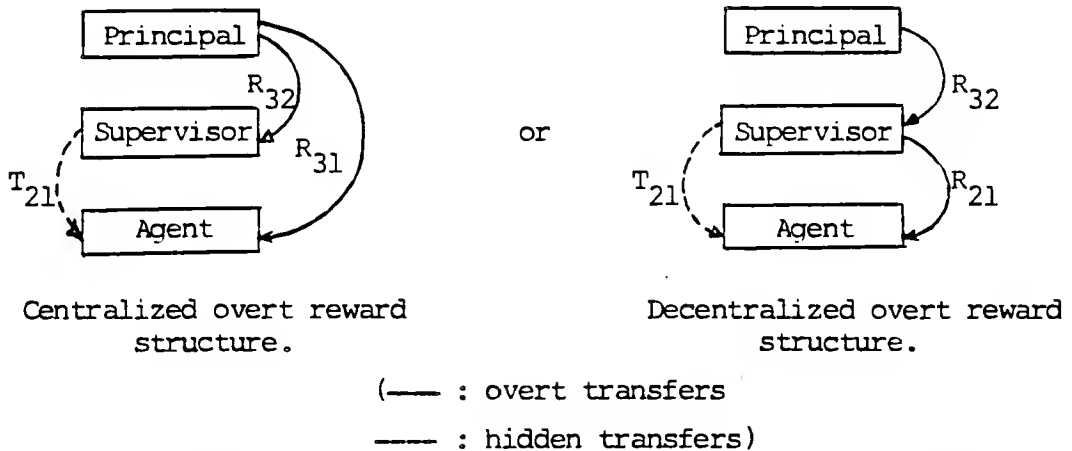 Principal
R32
Supervisor
R31
T21
Agent
Centralized overt reward
structure.
or
Principal
R32
Supervisor
T21
R21
Agent
Decentralized overt reward
structure.
(—— : overt transfers
---- : hidden transfers)